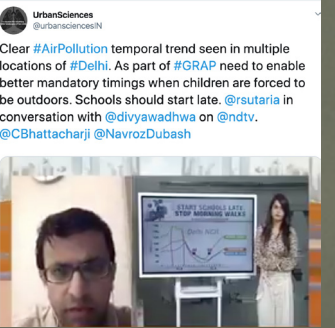 UrbanSciences
@urbansciencesIN
Clear #AirPollution temporal trend seen in multiple
locations of #Delhi. As part of #GRAP need to enable
better mandatory timings when children are forced to
be outdoors. Schools should start late. @rsutaria in
conversation with @divyawadhwa on @ndtv.
@CBhattacharji @NavrozDubash
START SCHOOLS LATE
STOP MORNING WALKS
Delhi NCR